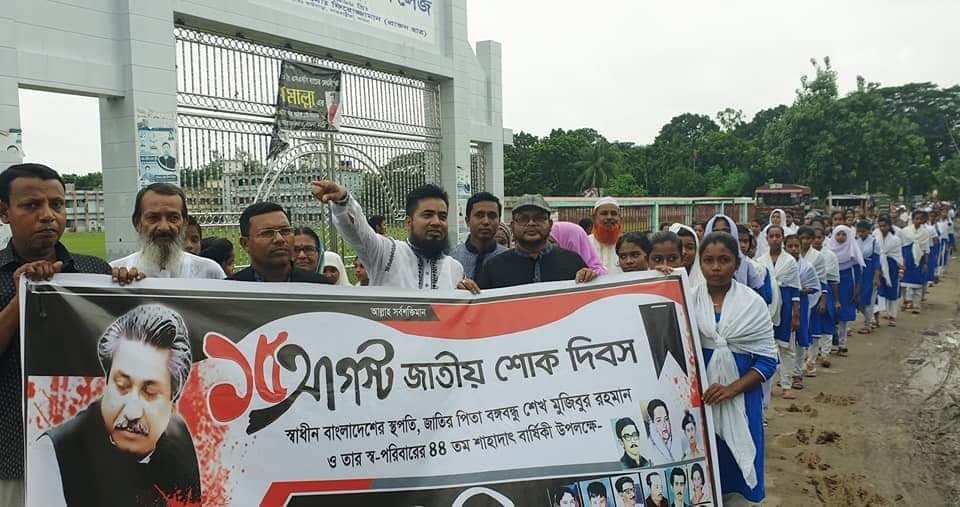 মোল্লা
আল্লাহ সর্বশক্তিমান
১৫ আগস্ট জাতীয় শোক দিবস
স্বাধীন বাংলাদেশের স্থপতি, জাতির পিতা বঙ্গবন্ধু শেখ মুজিবুর রহমান
ও তার স্ব-পরিবারের ৪৪ তম শাহাদাৎ বার্ষিকী উপলক্ষে-